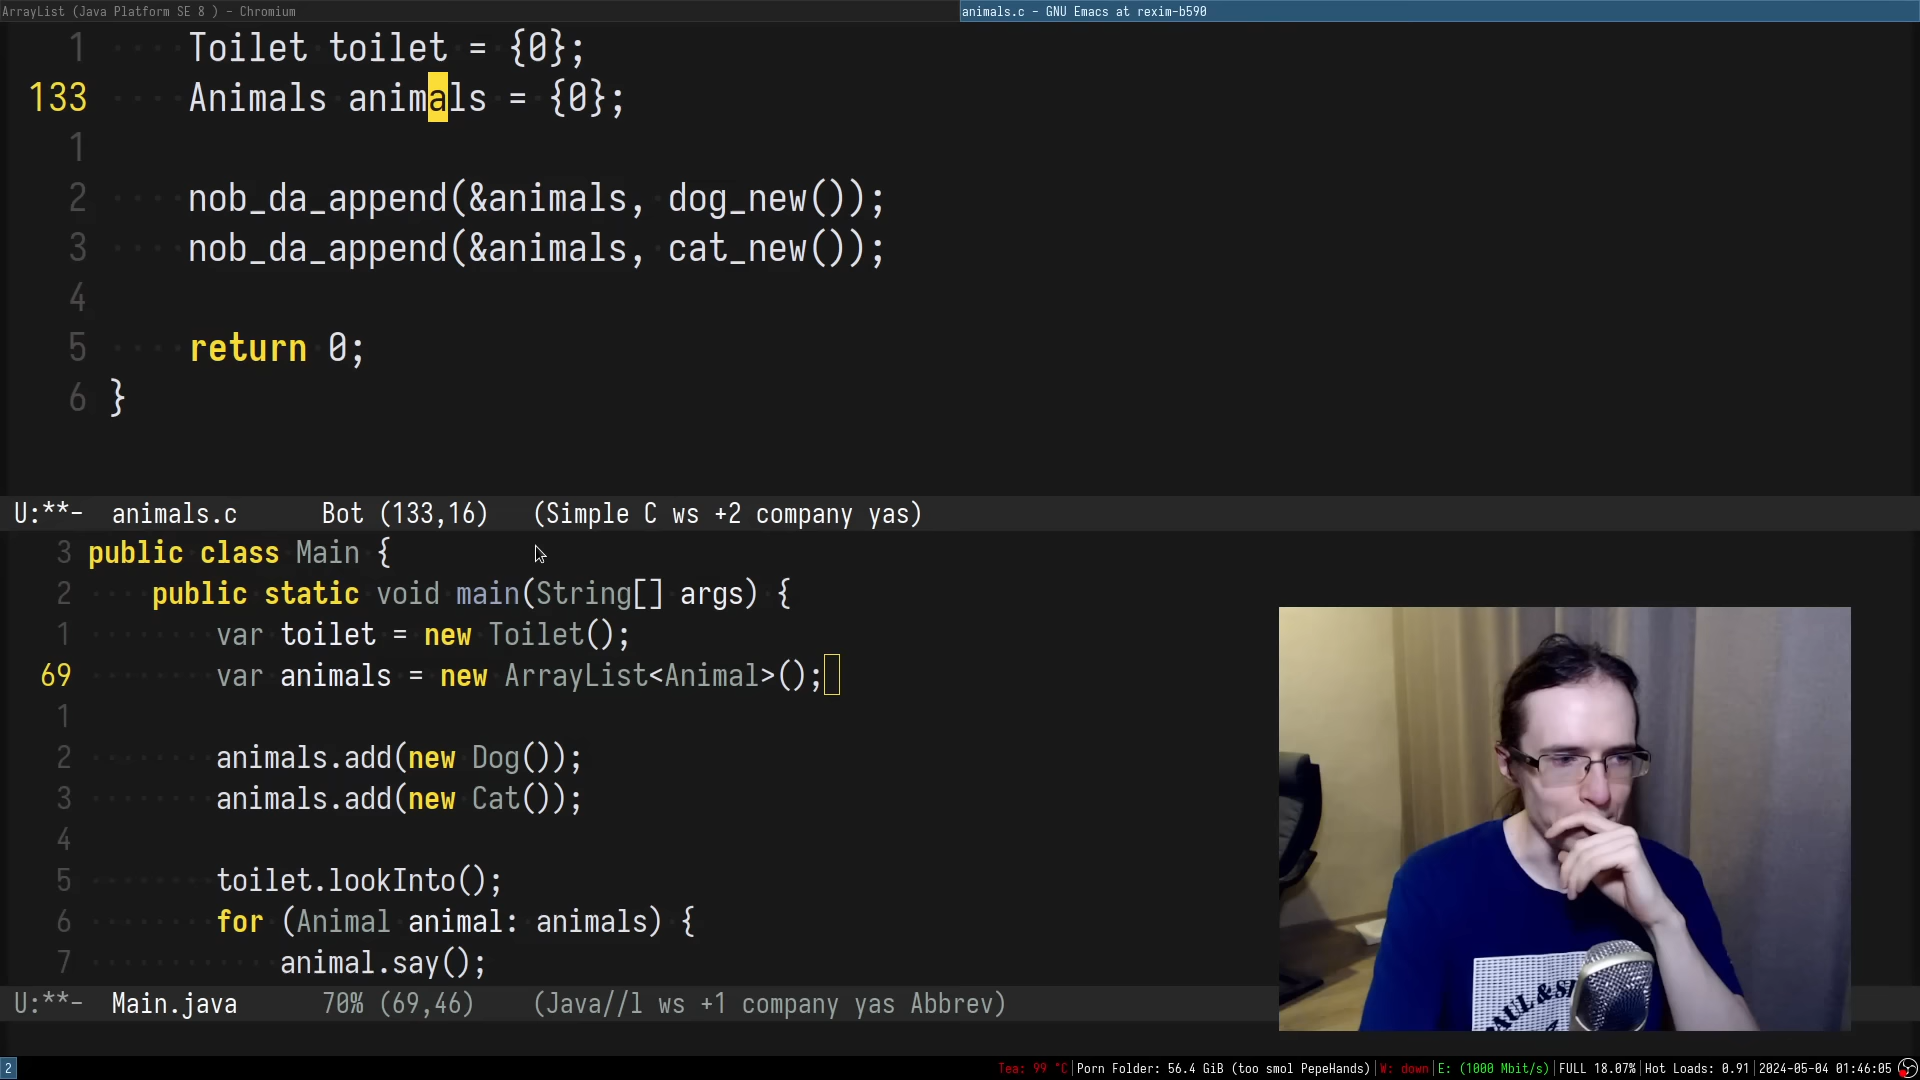 ArrayList (Java Platform SE 8 ) - Chromium
animals.c - GNU Emacs at rexim-b590
1 Toilet toilet = {0};
133 Animals animals = {0};
1
2 nob_da_append(&animals, dog_new());
3 nob_da_append(&animals, cat_new());
4
5 return 0;
6 }
U:**- animals.c Bot (133,16) (Simple C ws +2 company yas)
3 public class Main {
2 public static void main(String[] args) {
1 var toilet = new Toilet();
69 var animals = new ArrayList<Animal>();
1
2 animals.add(new Dog());
3 animals.add(new Cat());
4
5 toilet.lookInto();
6 for (Animal animal: animals) {
7 animal.say();
U:**- Main.java 70% (69,46) (Java//l ws +1 company yas Abbrev)
2
Tea: 99 °C|Porn Folder: 56.4 GiB (too smol PepeHands)|W: down|E: (1000 Mbit/s)|FULL 18.07%|Hot Loads: 0.91|2024-05-04 01:46:05